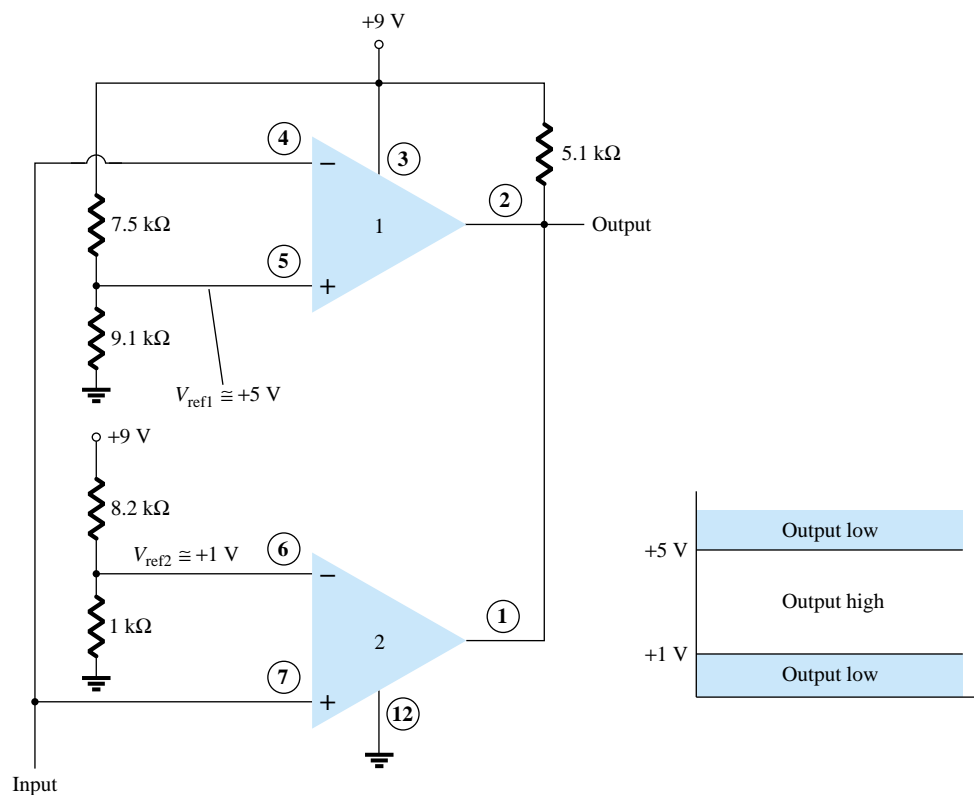 +9 V
4
3
5.1 kΩ
−
2
1
Output
7.5 kΩ
5
+
9.1 kΩ
Vref1 ≅ +5 V
+9 V
8.2 kΩ
Vref2 ≅ +1 V
6
−
1
2
1 kΩ
7
+
12
Input
Output low
+5 V
Output high
+1 V
Output low